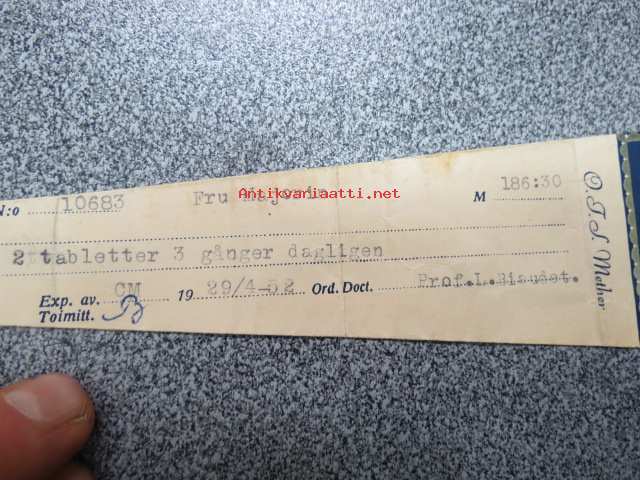 N:o 10683 Fru M 186:30
2 tabletter 3 gånger dagligen
Exp. av. CM 19 29/4-52 Ord. Doct. Prof. L.
Toimitt. B
Antikvariaatti.net